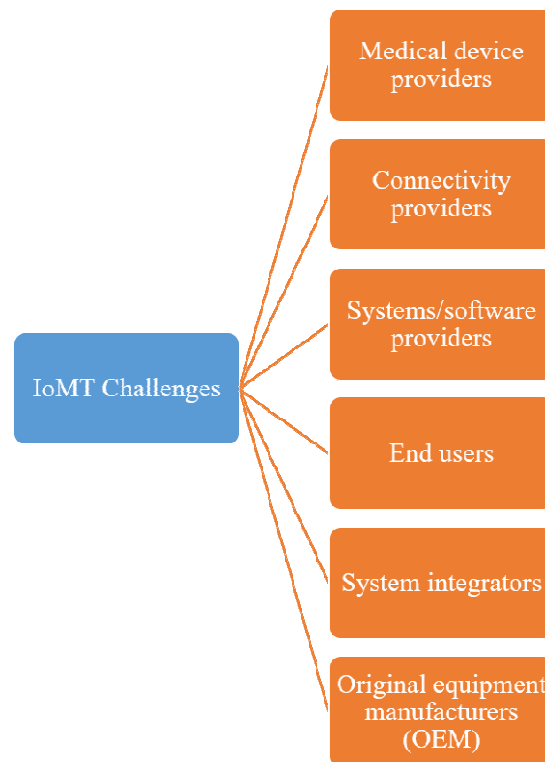 Medical device
providers
Connectivity
providers
Systems/software
providers
IoMT Challenges
End users
System integrators
Original equipment
manufacturers
(OEM)